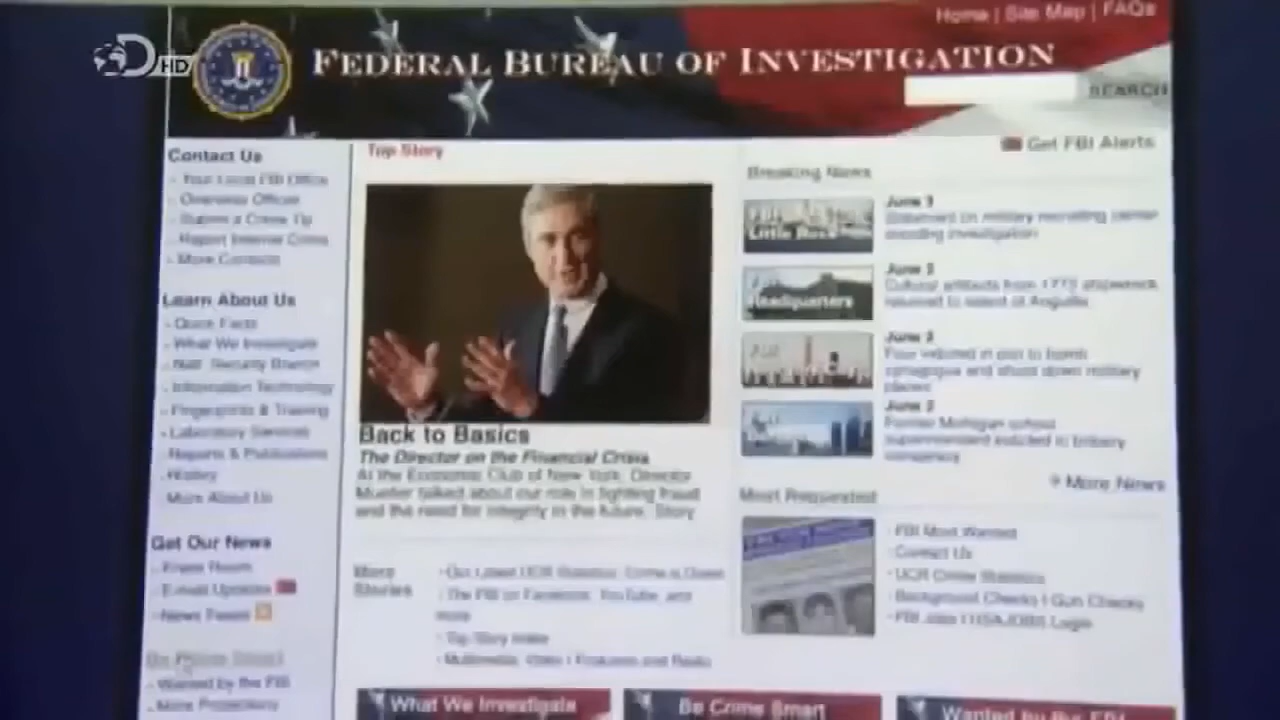 Home | Site Map | FAQs
D HD
FEDERAL BUREAU OF INVESTIGATION
SEARCH
Get FBI Alerts
Contact Us
Your Local FBI Office
Overseas Offices
Submit a Crime Tip
Report Internet Crime
More Contacts
Learn About Us
Quick Facts
What We Investigate
Natl. Security Branch
Information Technology
Fingerprints & Training
Laboratory Services
Reports & Publications
History
More About Us
Get Our News
Press Room
E-mail Updates
News Feeds
Wanted by the FBI
More Protections
Top Story
Back to Basics
The Director on the Financial Crisis
At the Economic Club of New York, Director
Mueller talked about our role in fighting fraud
and the need for integrity in the future. Story
More
Stories
Our Latest UCR Statistics: Crime is Down
The FBI on Facebook, YouTube, and
more
Top Story Index
Multimedia: Video | Features and Radio
Breaking News
Little Rock
June 3
Statement on military recruiting center
shooting investigation
Headquarters
June 3
Cultural artifacts from shipwreck
returned to island of Anguilla
June 2
Four indicted in plot to bomb
synagogue and shoot down military
planes
June 2
Former Michigan school
superintendent indicted in bribery
conspiracy
More News
Most Requested
FBI Most Wanted
Contact Us
UCR Crime Statistics
Background Checks | Gun Checks
FBI Jobs | USAJOBS Login
What We Investigate
Be Crime Smart
Wanted by the FBI